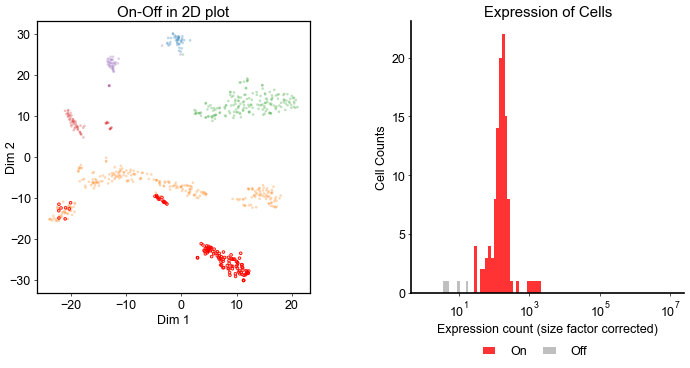 On-Off in 2D plot
Expression of Cells
30
20
10
0
−10
−20
−30
Dim 2
−20
−10
0
10
20
Dim 1
20
15
10
5
0
Cell Counts
10^1
10^3
10^5
10^7
Expression count (size factor corrected)
On
Off